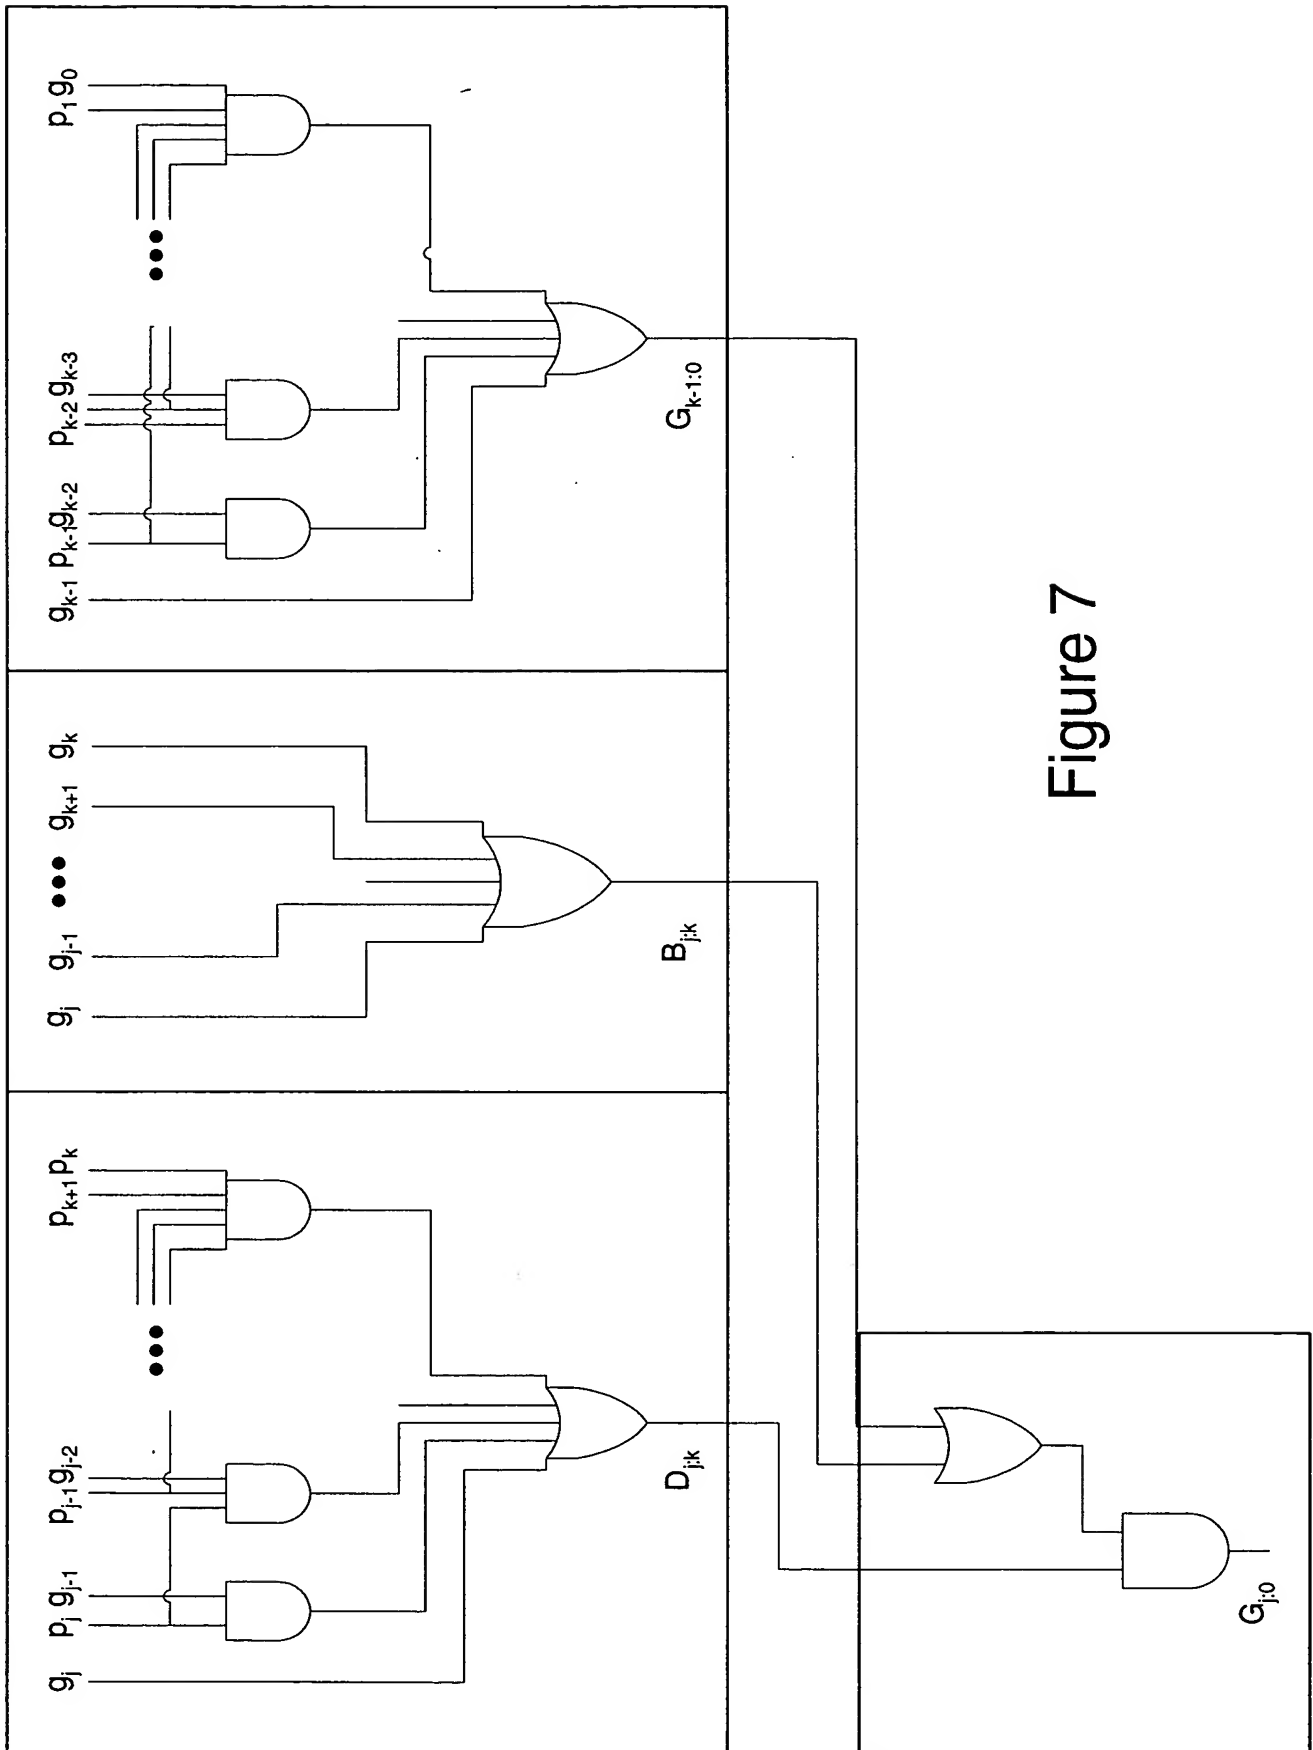 g_j p_j g_{j-1} p_{j-1} g_{j-2} ••• p_{k+1} p_k
D_{j:k}
g_j g_{j-1} ••• g_{k+1} g_k
B_{j:k}
g_{k-1} p_{k-1} g_{k-2} p_{k-2} g_{k-3} ••• p_1 g_0
G_{k-1:0}
G_{j:0}
Figure 7